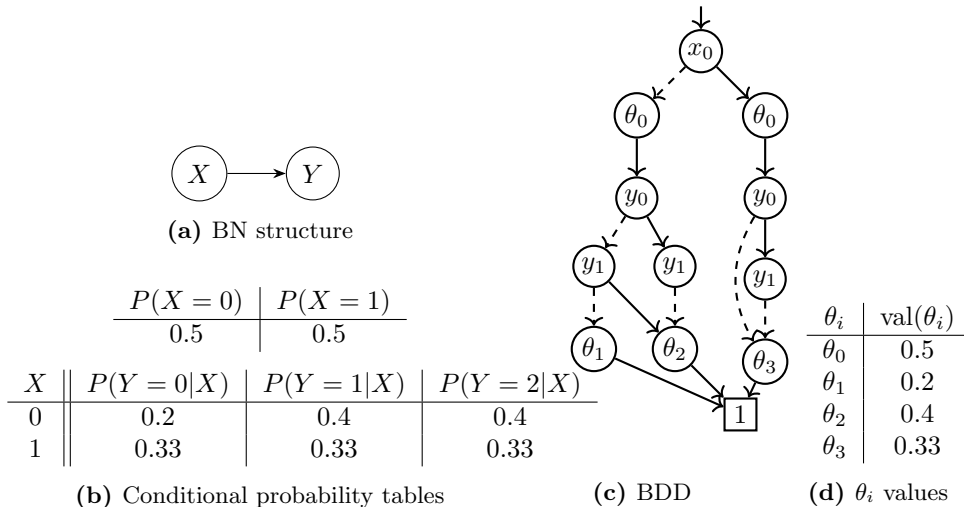 X Y
(a) BN structure
P(X = 0) P(X = 1)
0.5 0.5
X P(Y = 0|X) P(Y = 1|X) P(Y = 2|X)
0 0.2 0.4 0.4
1 0.33 0.33 0.33
(b) Conditional probability tables
x₀
θ₀ θ₀
y₀ y₀
y₁ y₁ y₁
θ₁ θ₂ θ₃
1
(c) BDD
θᵢ val(θᵢ)
θ₀ 0.5
θ₁ 0.2
θ₂ 0.4
θ₃ 0.33
(d) θᵢ values